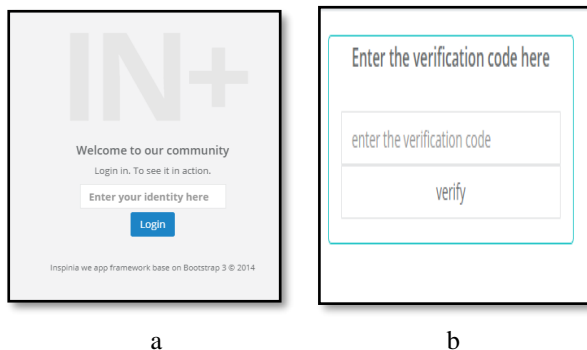 IN+
Welcome to our community
Login in. To see it in action.
Enter your identity here
Login
Inspinia we app framework base on Bootstrap 3 © 2014
a
Enter the verification code here
enter the verification code
verify
b